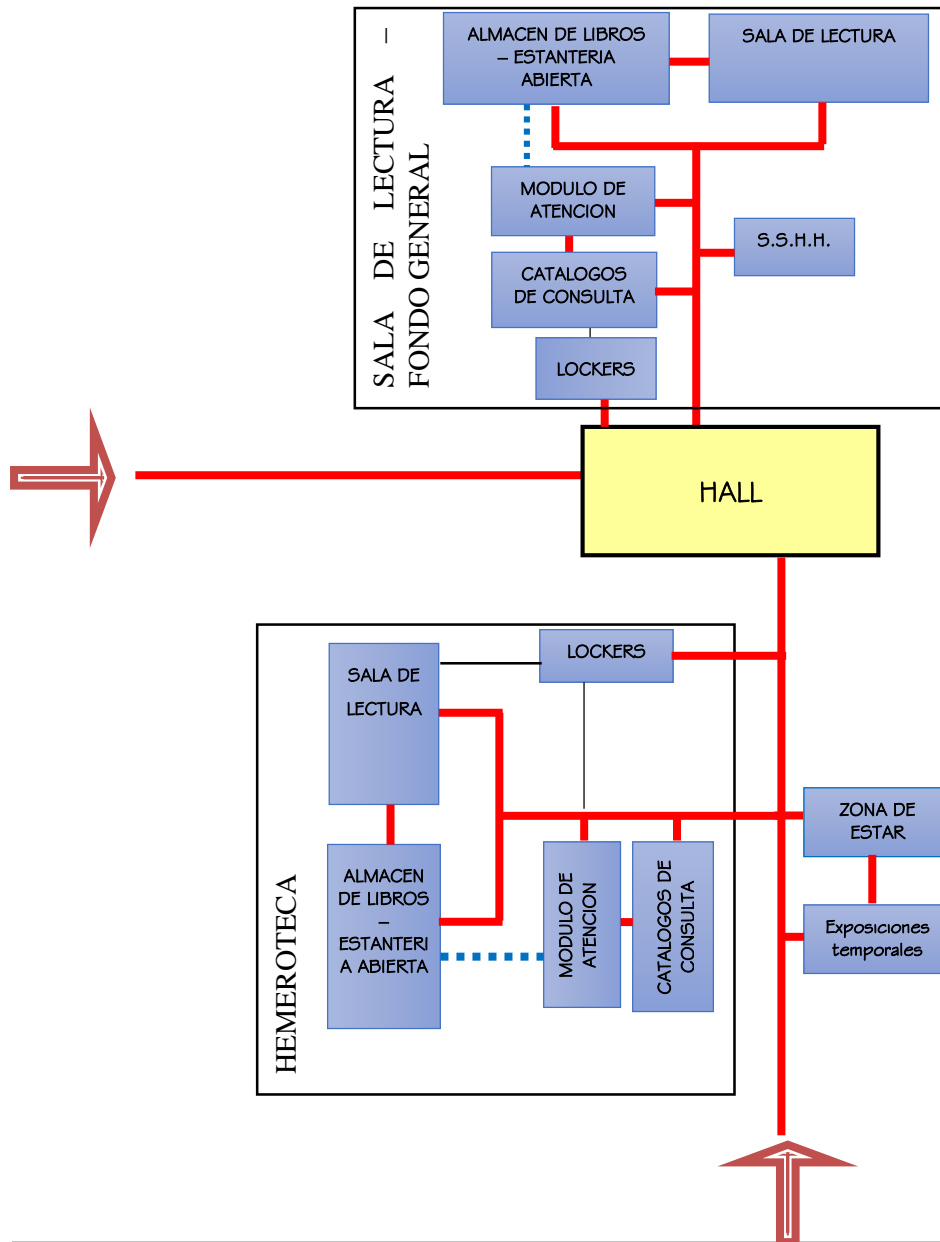 SALA DE LECTURA –
FONDO GENERAL
ALMACEN DE LIBROS
– ESTANTERIA
ABIERTA
SALA DE LECTURA
MODULO DE
ATENCION
S.S.H.H.
CATALOGOS
DE CONSULTA
LOCKERS
HALL
HEMEROTECA
LOCKERS
SALA DE
LECTURA
ZONA DE
ESTAR
ALMACEN
DE LIBROS
–
ESTANTERI
A ABIERTA
MODULO DE
ATENCION
CATALOGOS DE
CONSULTA
Exposiciones
temporales